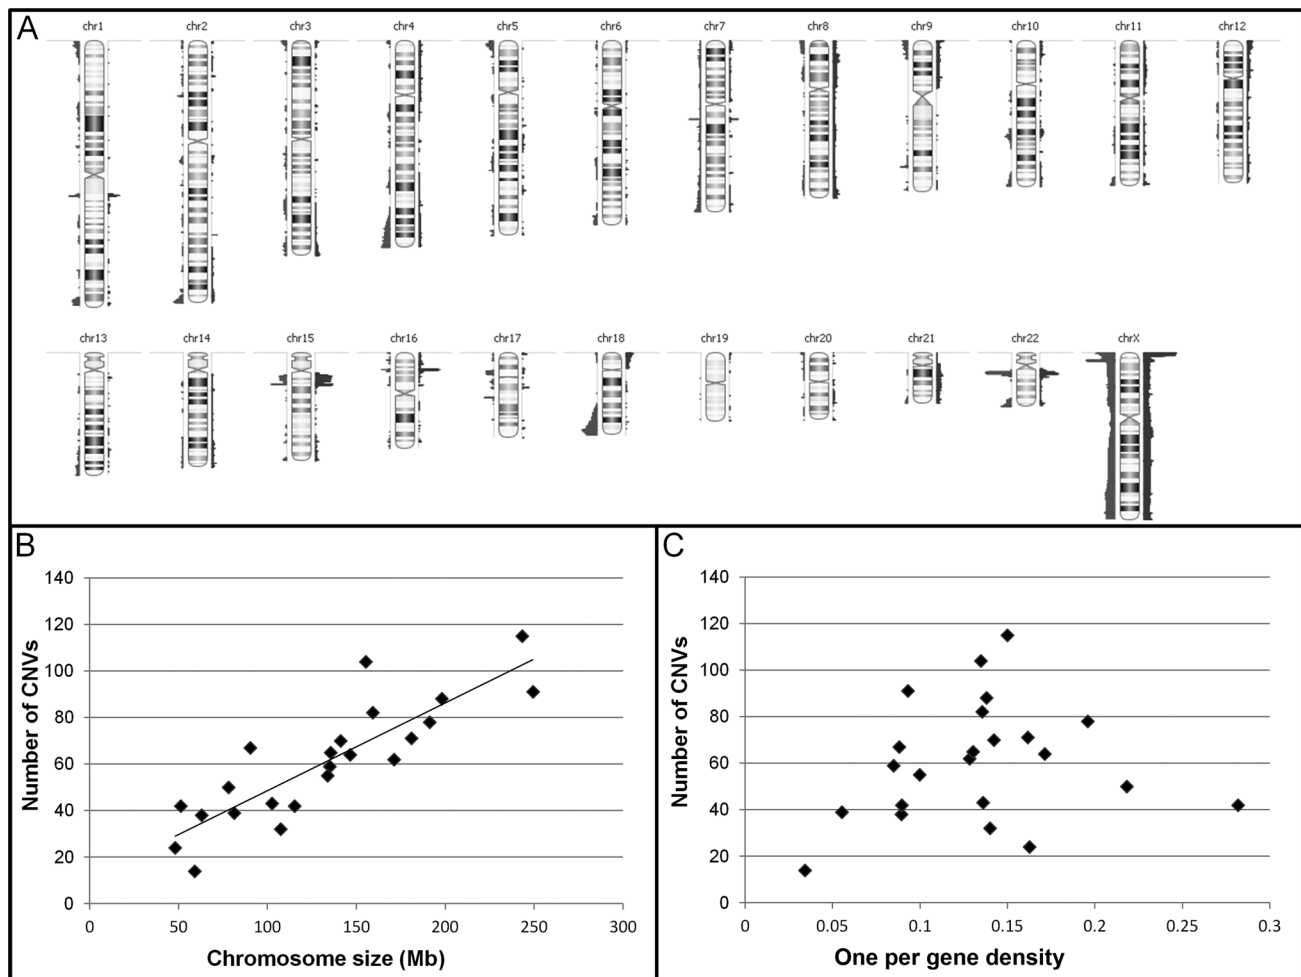 A
chr1 chr2 chr3 chr4 chr5 chr6 chr7 chr8 chr9 chr10 chr11 chr12
chr13 chr14 chr15 chr16 chr17 chr18 chr19 chr20 chr21 chr22 chrX
B
140
120
100
80
60
40
20
0
Number of CNVs
0 50 100 150 200 250 300
Chromosome size (Mb)
C
140
120
100
80
60
40
20
0
Number of CNVs
0 0.05 0.1 0.15 0.2 0.25 0.3
One per gene density